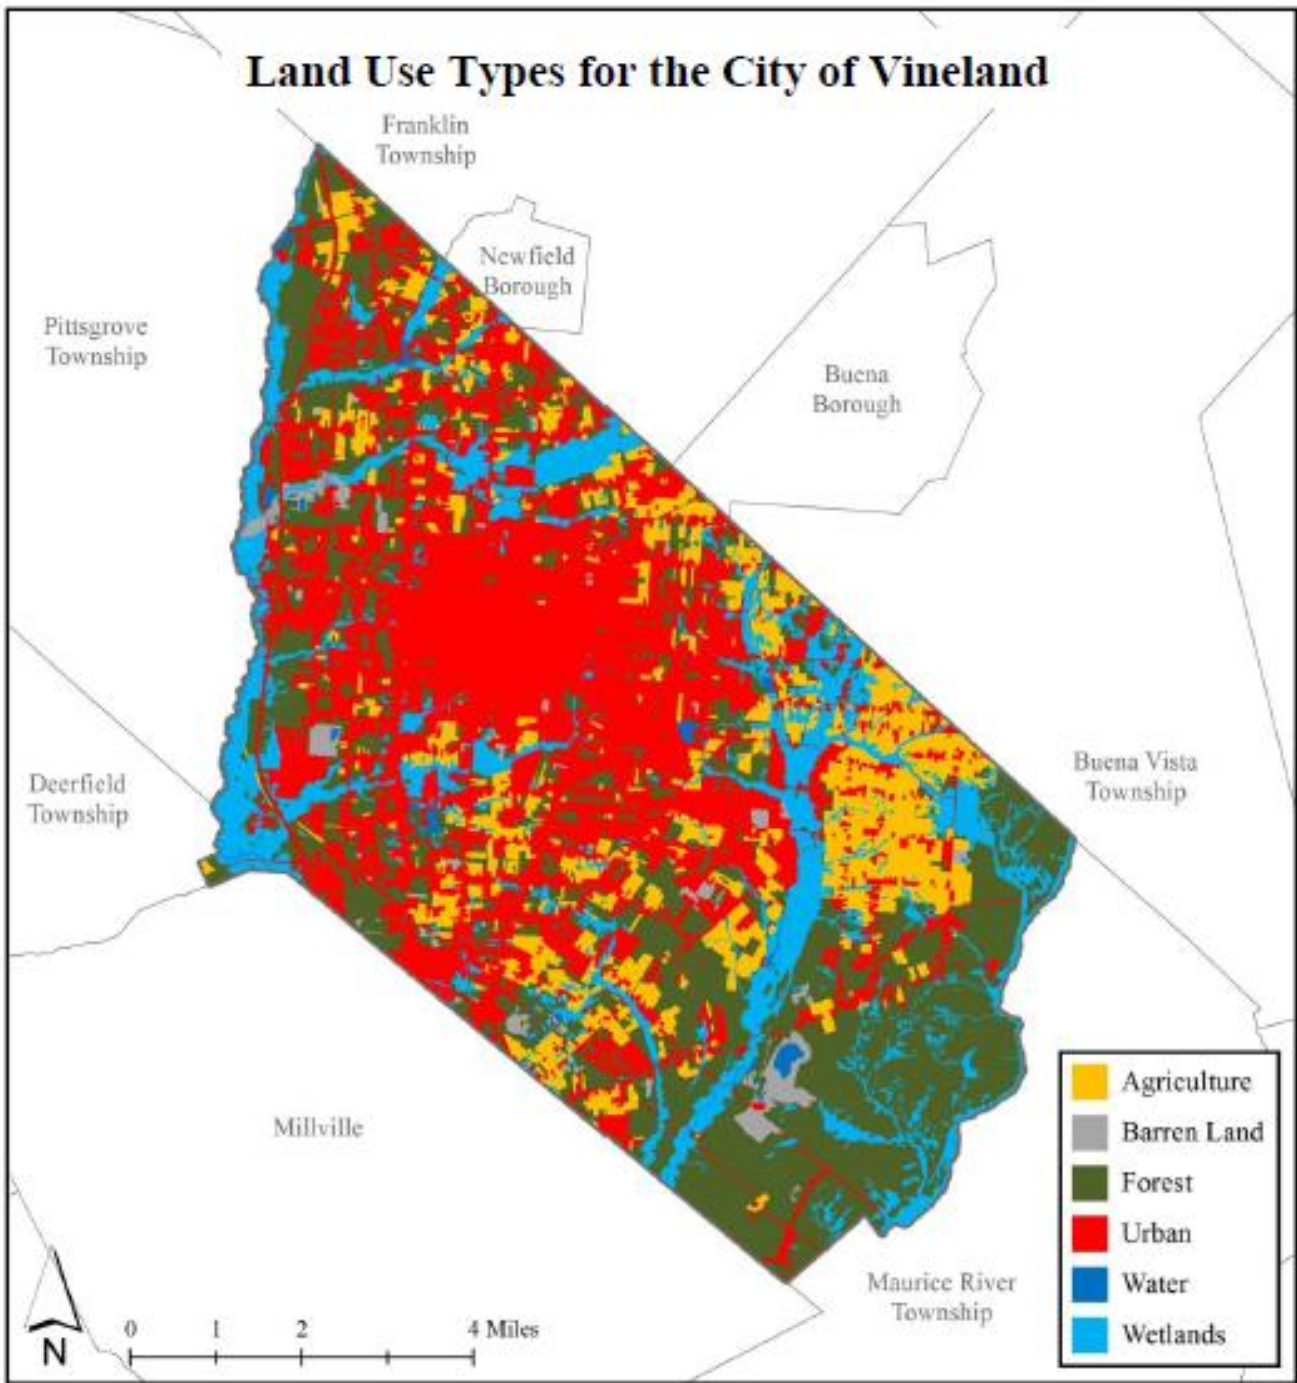 Land Use Types for the City of Vineland
Franklin
Township
Newfield
Borough
Pittsgrove
Township
Buena
Borough
Deerfield
Township
Buena Vista
Township
Millville
Maurice River
Township
Agriculture
Barren Land
Forest
Urban
Water
Wetlands
N
0 1 2 4 Miles